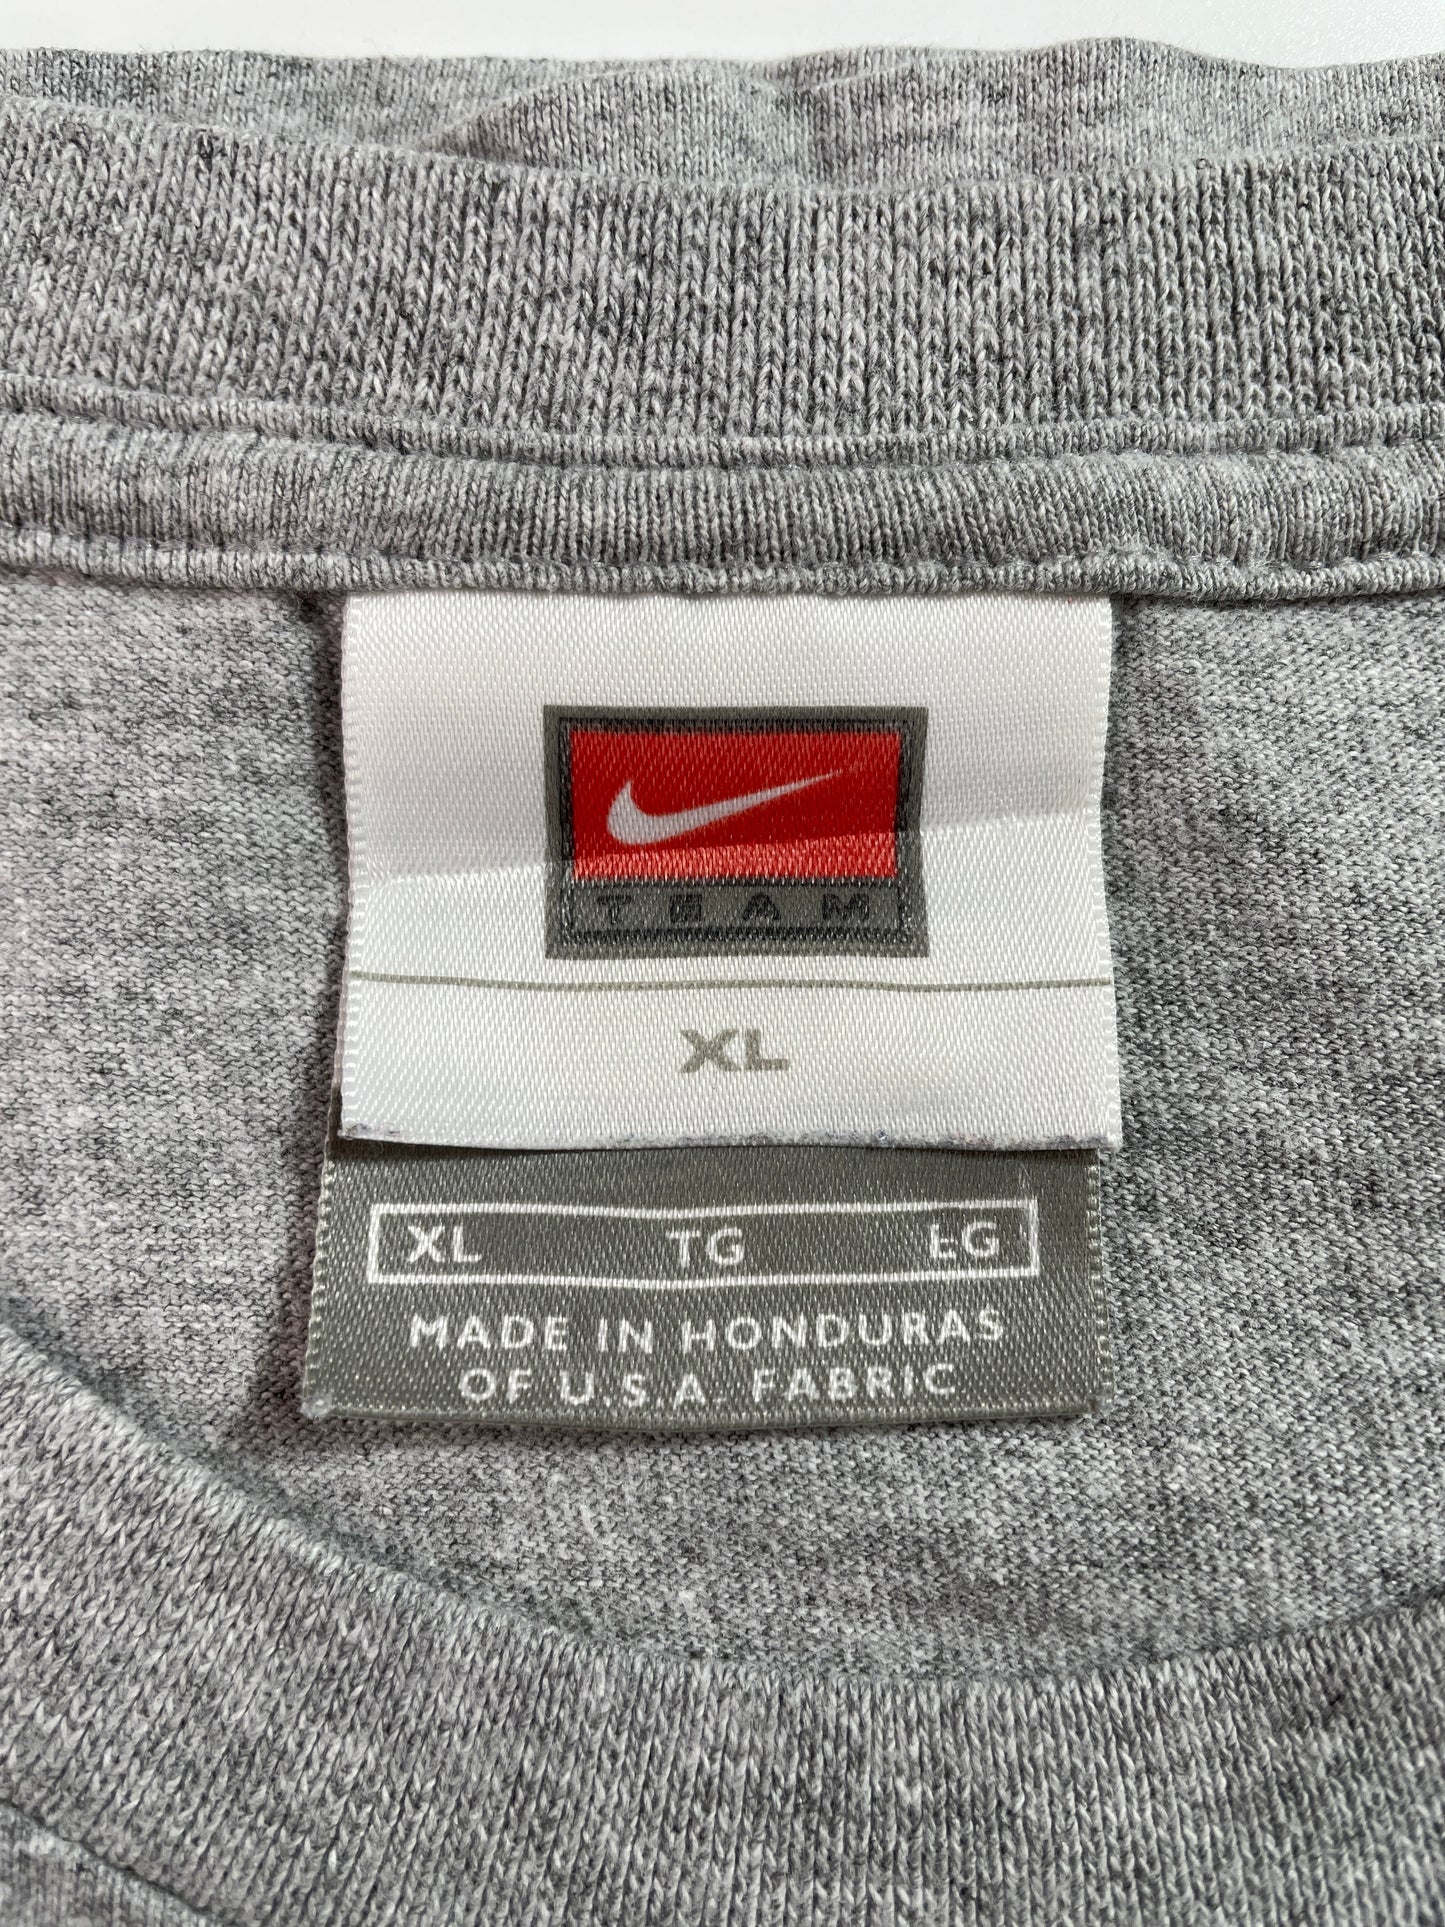 TEAM
XL
XL TG EG
MADE IN HONDURAS
OF U.S.A. FABRIC